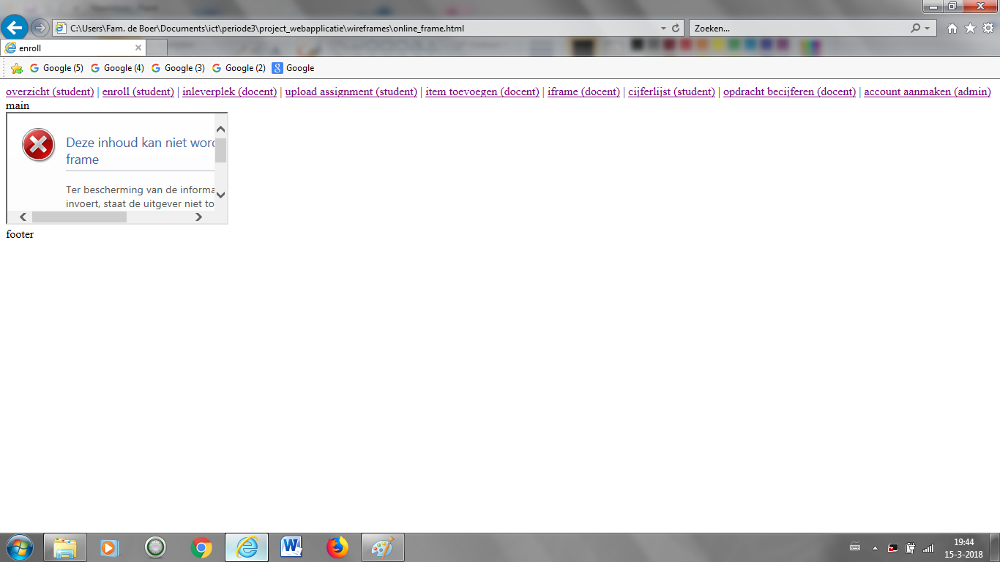 C:\Users\Fam. de Boer\Documents\ict\periode3\project_webapplicatie\wireframes\online_frame.html
Zoeken...
enroll
Google (5) Google (4) Google (3) Google (2) Google
overzicht (student) | enroll (student) | inleverplek (docent) | upload assignment (student) | item toevoegen (docent) | iframe (docent) | cijferlijst (student) | opdracht becijferen (docent) | account aanmaken (admin)
main
Deze inhoud kan niet word
frame
Ter bescherming van de informa
invoert, staat de uitgever niet to
footer
19:44
15-3-2018